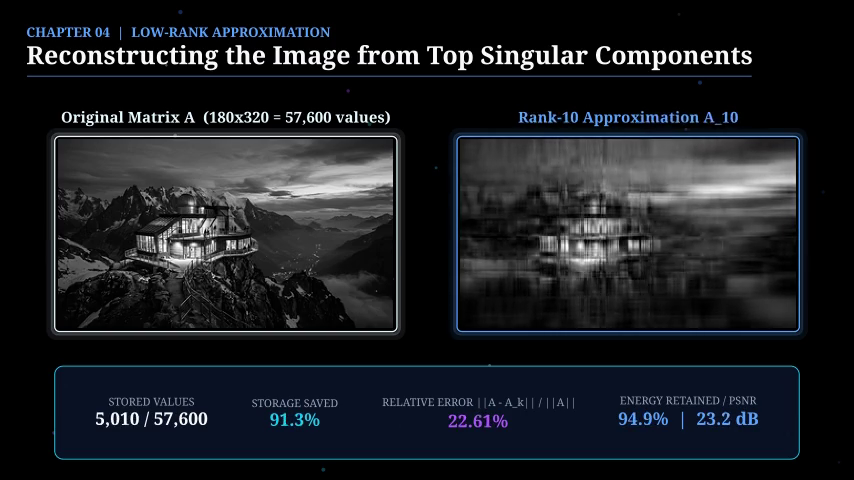 CHAPTER 04 | LOW-RANK APPROXIMATION
Reconstructing the Image from Top Singular Components
Original Matrix A (180x320 = 57,600 values)
Rank-10 Approximation A_10
STORED VALUES
5,010 / 57,600
STORAGE SAVED
91.3%
RELATIVE ERROR ||A - A_k|| / ||A||
22.61%
ENERGY RETAINED / PSNR
94.9% | 23.2 dB